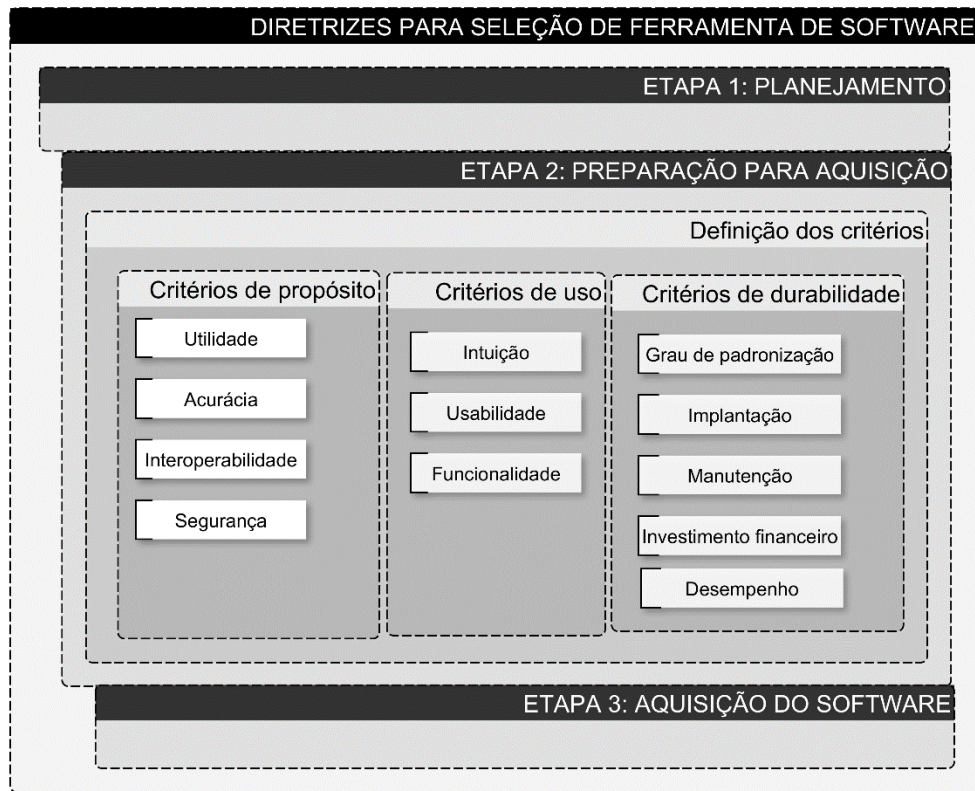 DIRETRIZES PARA SELEÇÃO DE FERRAMENTA DE SOFTWARE
ETAPA 1: PLANEJAMENTO
ETAPA 2: PREPARAÇÃO PARA AQUISIÇÃO
Definição dos critérios
Critérios de propósito
Utilidade
Acurácia
Interoperabilidade
Segurança
Critérios de uso
Intuição
Usabilidade
Funcionalidade
Critérios de durabilidade
Grau de padronização
Implantação
Manutenção
Investimento financeiro
Desempenho
ETAPA 3: AQUISIÇÃO DO SOFTWARE